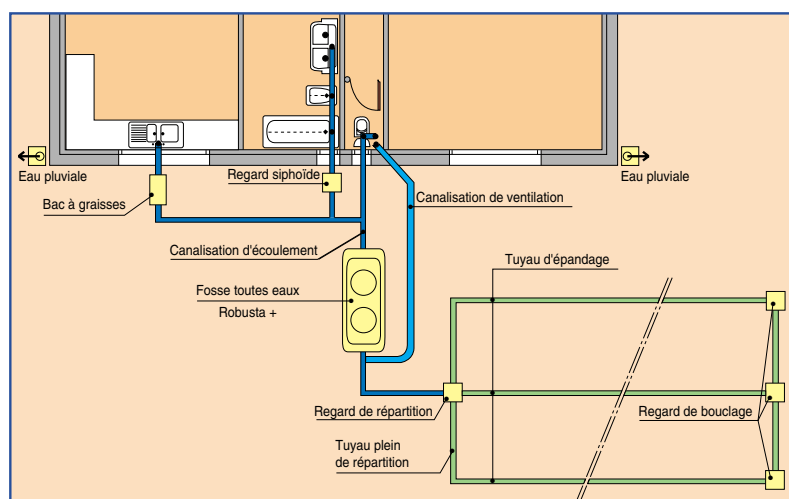 Eau pluviale
Bac à graisses
Regard siphoïde
Canalisation de ventilation
Eau pluviale
Canalisation d'écoulement
Fosse toutes eaux
Robusta +
Tuyau d'épandage
Regard de répartition
Regard de bouclage
Tuyau plein
de répartition